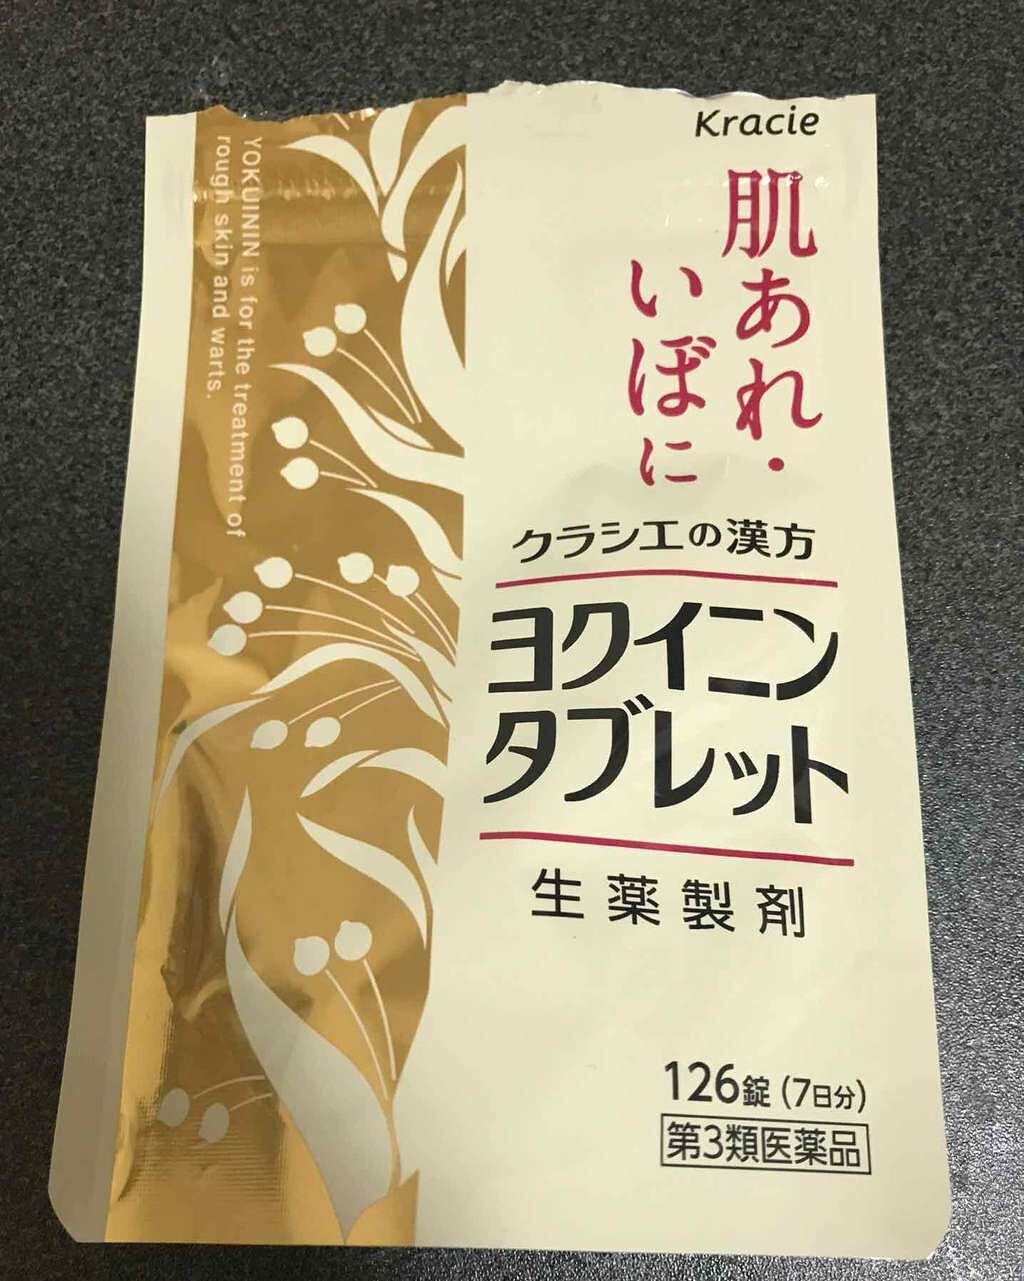 Kracie
肌あれ・
いぼに
クラシエの漢方
ヨクイニン
タブレット
生薬製剤
126錠(7日分)
第3類医薬品
YOKUININ is for the treatment of
rough skin and warts.